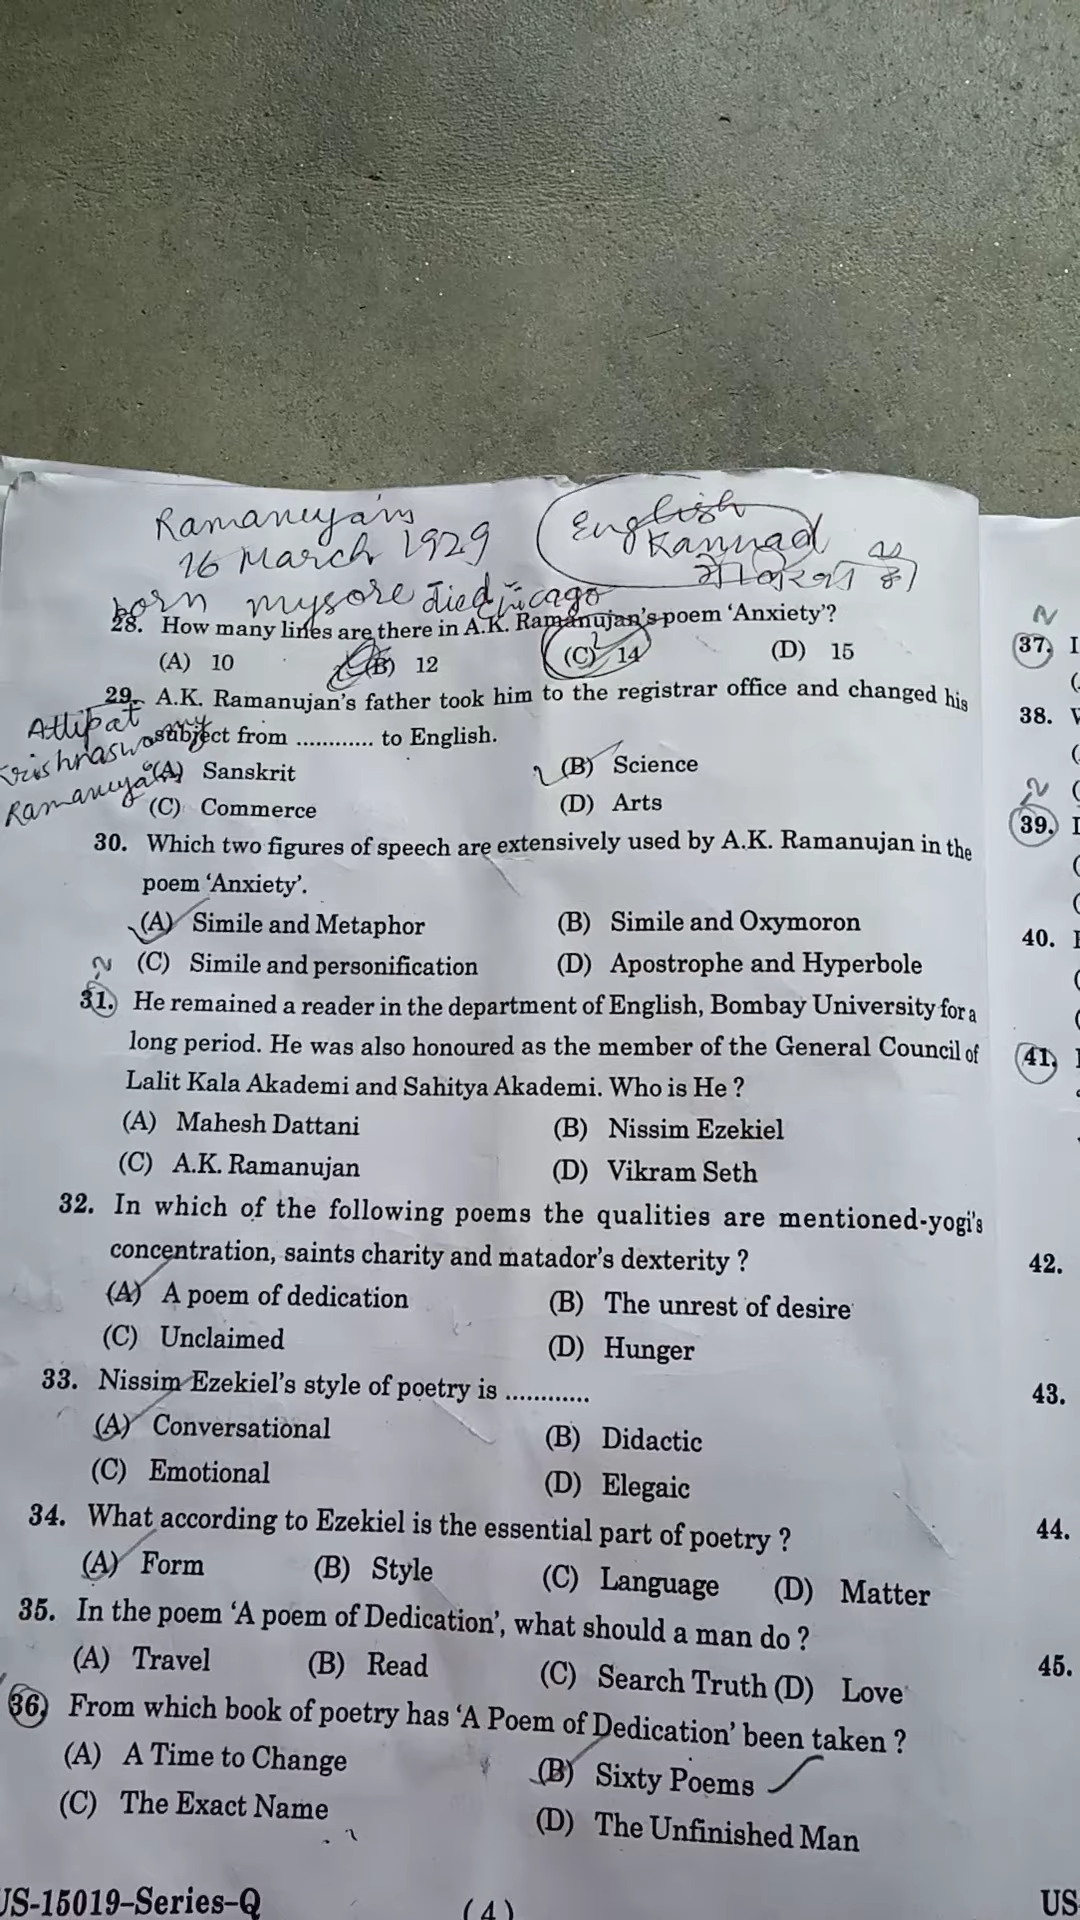 Ramanujan's
16 March 1929
English
Kannad
born mysore died chicago
28. How many lines are there in A.K. Ramanujan's poem 'Anxiety'?
(A) 10 (B) 12 (C) 14 (D) 15
29. A.K. Ramanujan's father took him to the registrar office and changed his
subject from ............ to English.
Attipat
Krishnaswamy
Ramanujan
(A) Sanskrit (B) Science
(C) Commerce (D) Arts
30. Which two figures of speech are extensively used by A.K. Ramanujan in the
poem 'Anxiety'.
(A) Simile and Metaphor (B) Simile and Oxymoron
(C) Simile and personification (D) Apostrophe and Hyperbole
31. He remained a reader in the department of English, Bombay University for a
long period. He was also honoured as the member of the General Council of
Lalit Kala Akademi and Sahitya Akademi. Who is He ?
(A) Mahesh Dattani (B) Nissim Ezekiel
(C) A.K. Ramanujan (D) Vikram Seth
32. In which of the following poems the qualities are mentioned-yogi's
concentration, saints charity and matador's dexterity ?
(A) A poem of dedication (B) The unrest of desire
(C) Unclaimed (D) Hunger
33. Nissim Ezekiel's style of poetry is ............
(A) Conversational (B) Didactic
(C) Emotional (D) Elegaic
34. What according to Ezekiel is the essential part of poetry ?
(A) Form (B) Style (C) Language (D) Matter
35. In the poem 'A poem of Dedication', what should a man do ?
(A) Travel (B) Read (C) Search Truth (D) Love
36. From which book of poetry has 'A Poem of Dedication' been taken ?
(A) A Time to Change (B) Sixty Poems
(C) The Exact Name (D) The Unfinished Man
US-15019-Series-Q (4)
37.
38.
39.
40.
41.
42.
43.
44.
45.
US